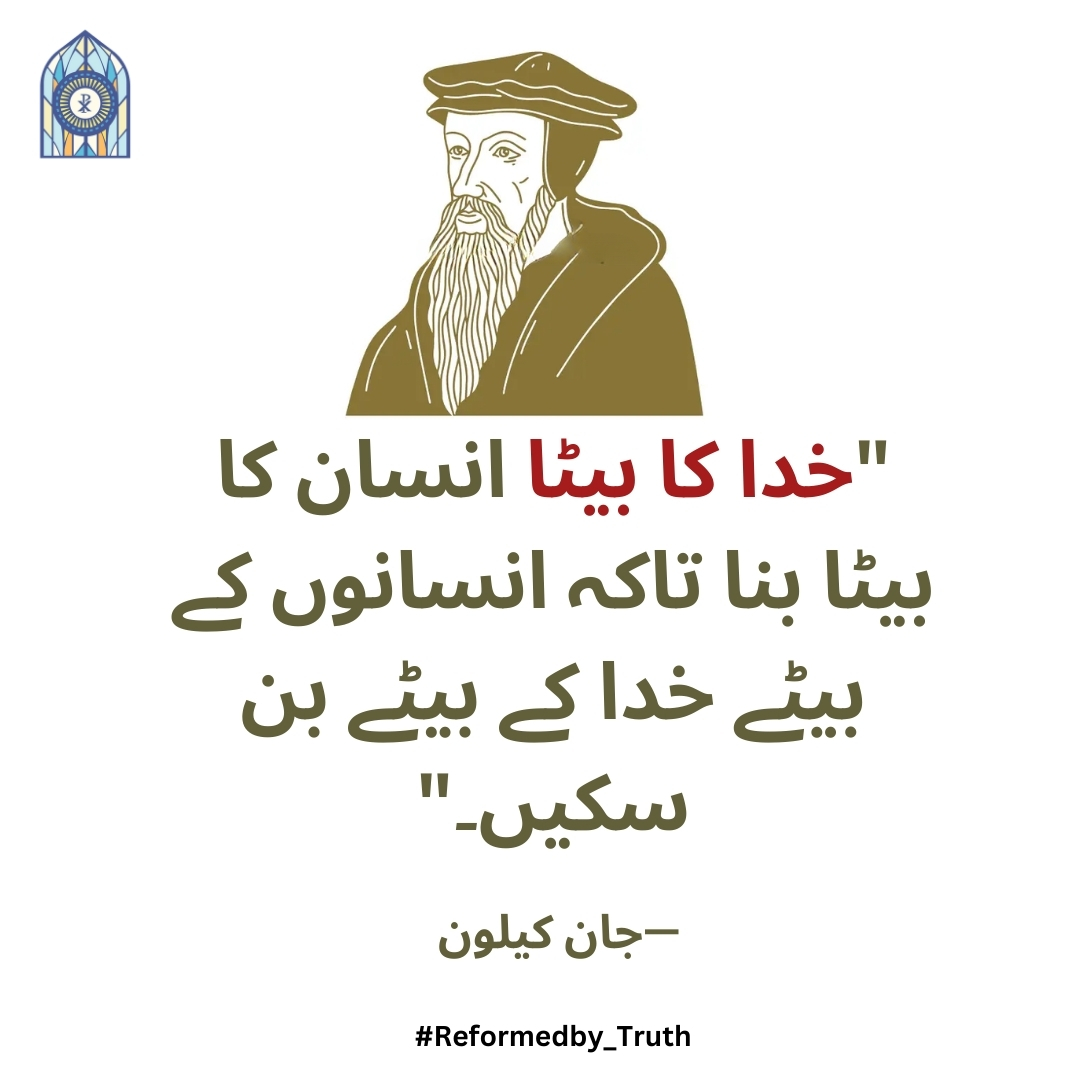 "خدا کا بیٹا انسان کا
بیٹا بنا تاکہ انسانوں کے
بیٹے خدا کے بیٹے بن
سکیں۔"
—جان کیلون
#Reformedby_Truth